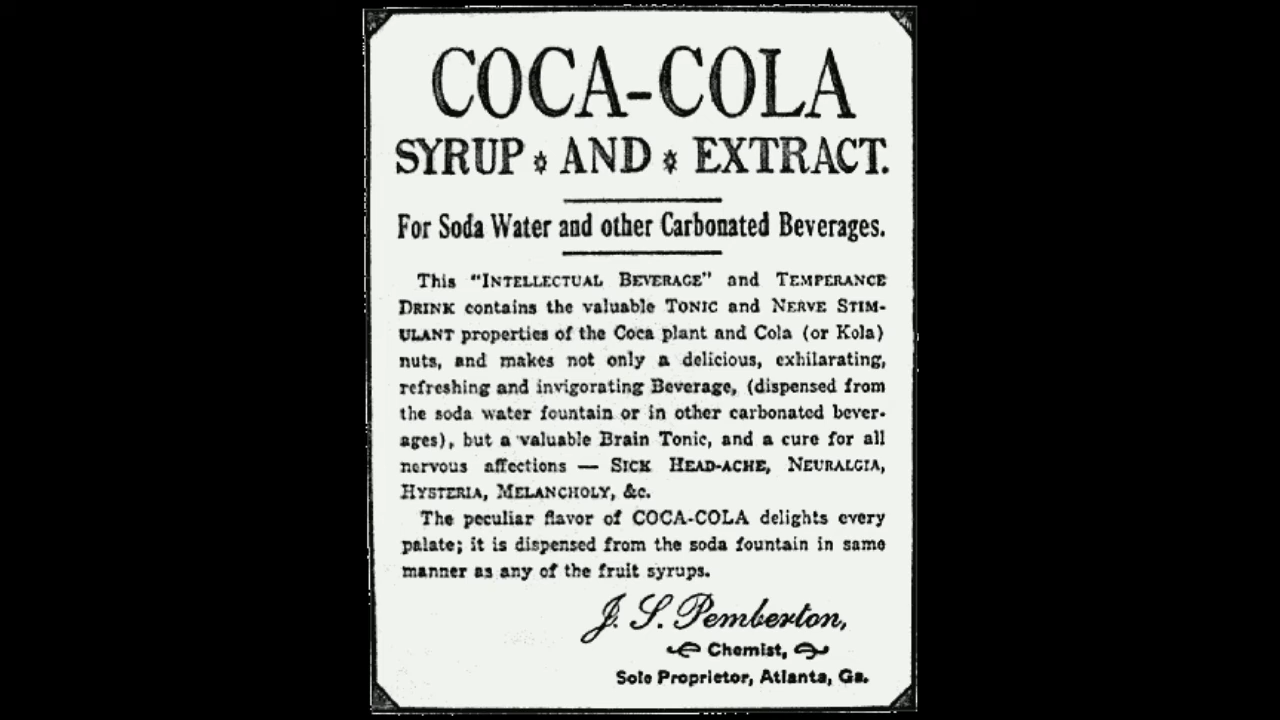 COCA-COLA
SYRUP * AND * EXTRACT.
For Soda Water and other Carbonated Beverages.
This "INTELLECTUAL BEVERAGE" and TEMPERANCE
DRINK contains the valuable TONIC and NERVE STIM-
ULANT properties of the Coca plant and Cola (or Kola)
nuts, and makes not only a delicious, exhilarating,
refreshing and invigorating Beverage, (dispensed from
the soda water fountain or in other carbonated bever-
ages), but a valuable Brain Tonic, and a cure for all
nervous affections — SICK HEAD-ACHE, NEURALGIA,
HYSTERIA, MELANCHOLY, &c.
The peculiar flavor of COCA-COLA delights every
palate; it is dispensed from the soda fountain in same
manner as any of the fruit syrups.
J. S. Pemberton,
Chemist,
Sole Proprietor, Atlanta, Ga.